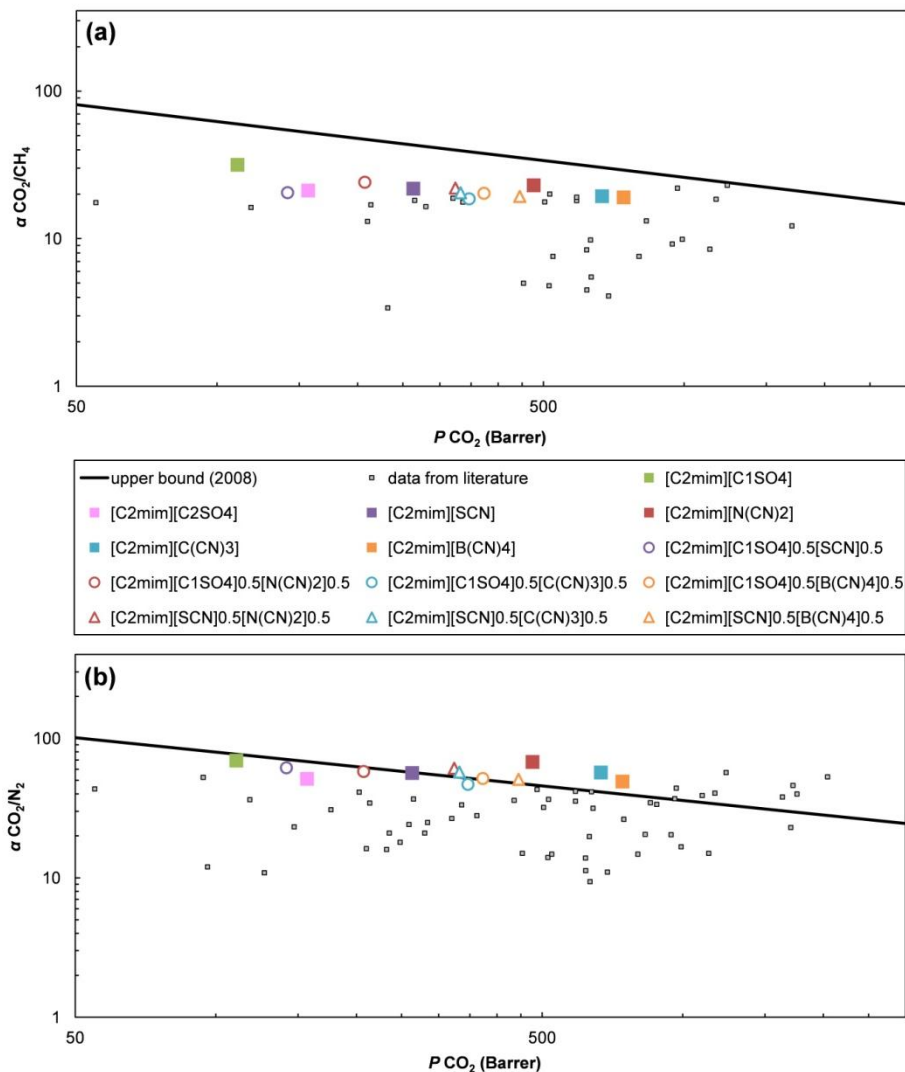 (a)
100
10
1
α CO₂/CH₄
50
500
P CO₂ (Barrer)
upper bound (2008)
data from literature
[C2mim][C1SO4]
[C2mim][C2SO4]
[C2mim][SCN]
[C2mim][N(CN)2]
[C2mim][C(CN)3]
[C2mim][B(CN)4]
[C2mim][C1SO4]0.5[SCN]0.5
[C2mim][C1SO4]0.5[N(CN)2]0.5
[C2mim][C1SO4]0.5[C(CN)3]0.5
[C2mim][C1SO4]0.5[B(CN)4]0.5
[C2mim][SCN]0.5[N(CN)2]0.5
[C2mim][SCN]0.5[C(CN)3]0.5
[C2mim][SCN]0.5[B(CN)4]0.5
(b)
100
10
1
α CO₂/N₂
50
500
P CO₂ (Barrer)